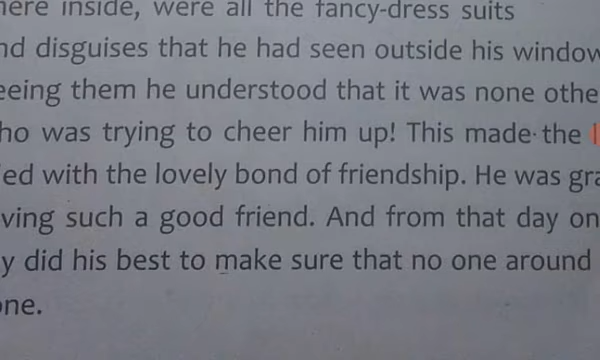 here inside, were all the fancy-dress suits
nd disguises that he had seen outside his window
eeing them he understood that it was none othe
ho was trying to cheer him up! This made the
ed with the lovely bond of friendship. He was gra
ving such a good friend. And from that day on
y did his best to make sure that no one around
one.